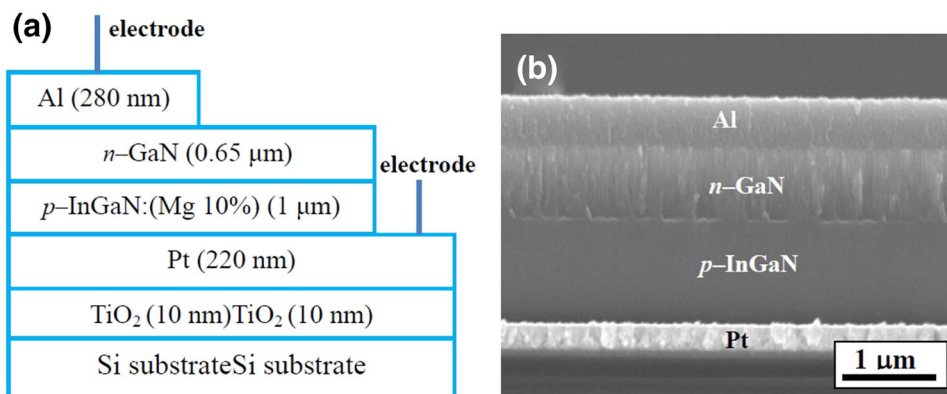 (a)
electrode
Al (280 nm)
n–GaN (0.65 μm)
electrode
p–InGaN:(Mg 10%) (1 μm)
Pt (220 nm)
TiO₂ (10 nm)TiO₂ (10 nm)
Si substrateSi substrate
(b)
Al
n–GaN
p–InGaN
Pt
1 μm